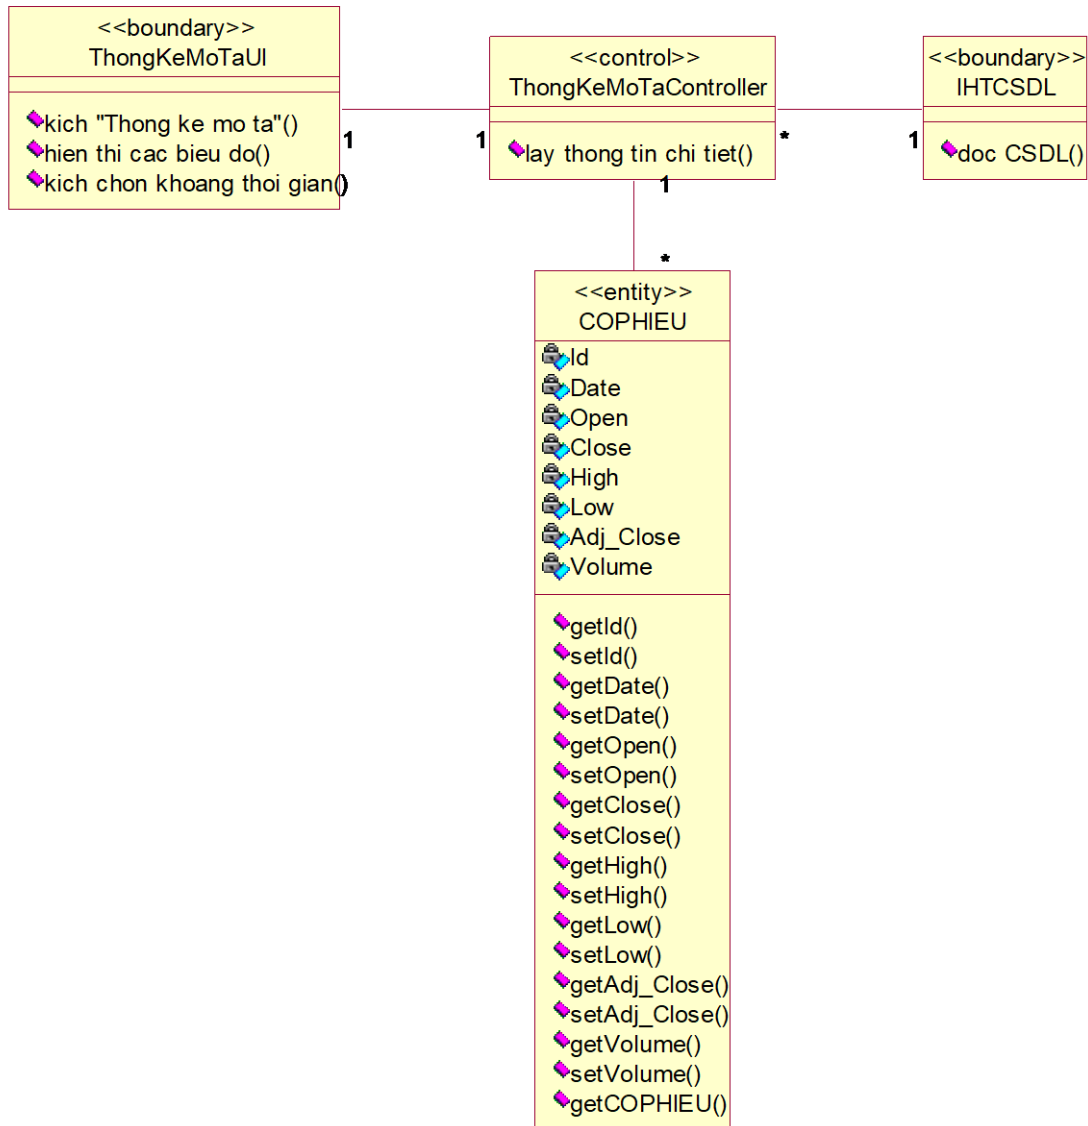 <<boundary>>
ThongKeMoTaUI
kich "Thong ke mo ta"()
hien thi cac bieu do()
kich chon khoang thoi gian()
1
1
<<control>>
ThongKeMoTaController
lay thong tin chi tiet()
*
1
<<boundary>>
IHTCSDL
doc CSDL()
1
*
<<entity>>
COPHIEU
Id
Date
Open
Close
High
Low
Adj_Close
Volume
getId()
setId()
getDate()
setDate()
getOpen()
setOpen()
getClose()
setClose()
getHigh()
setHigh()
getLow()
setLow()
getAdj_Close()
setAdj_Close()
getVolume()
setVolume()
getCOPHIEU()